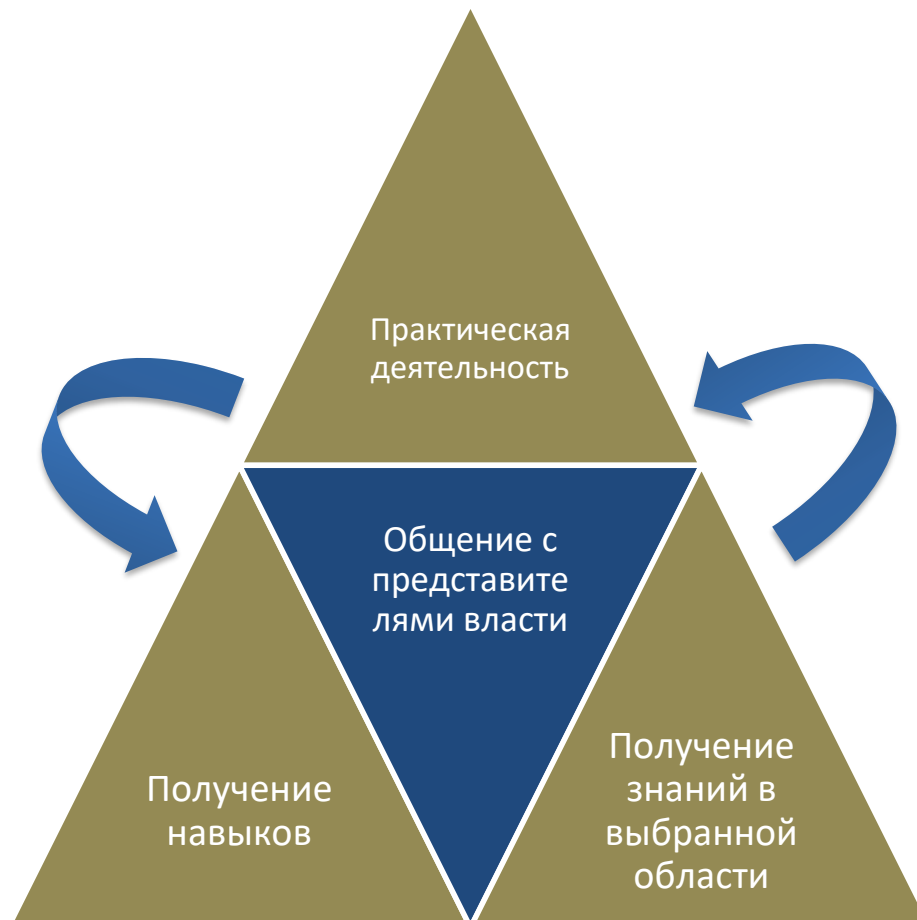 Практическая
деятельность
Общение с
представите
лями власти
Получение
навыков
Получение
знаний в
выбранной
области